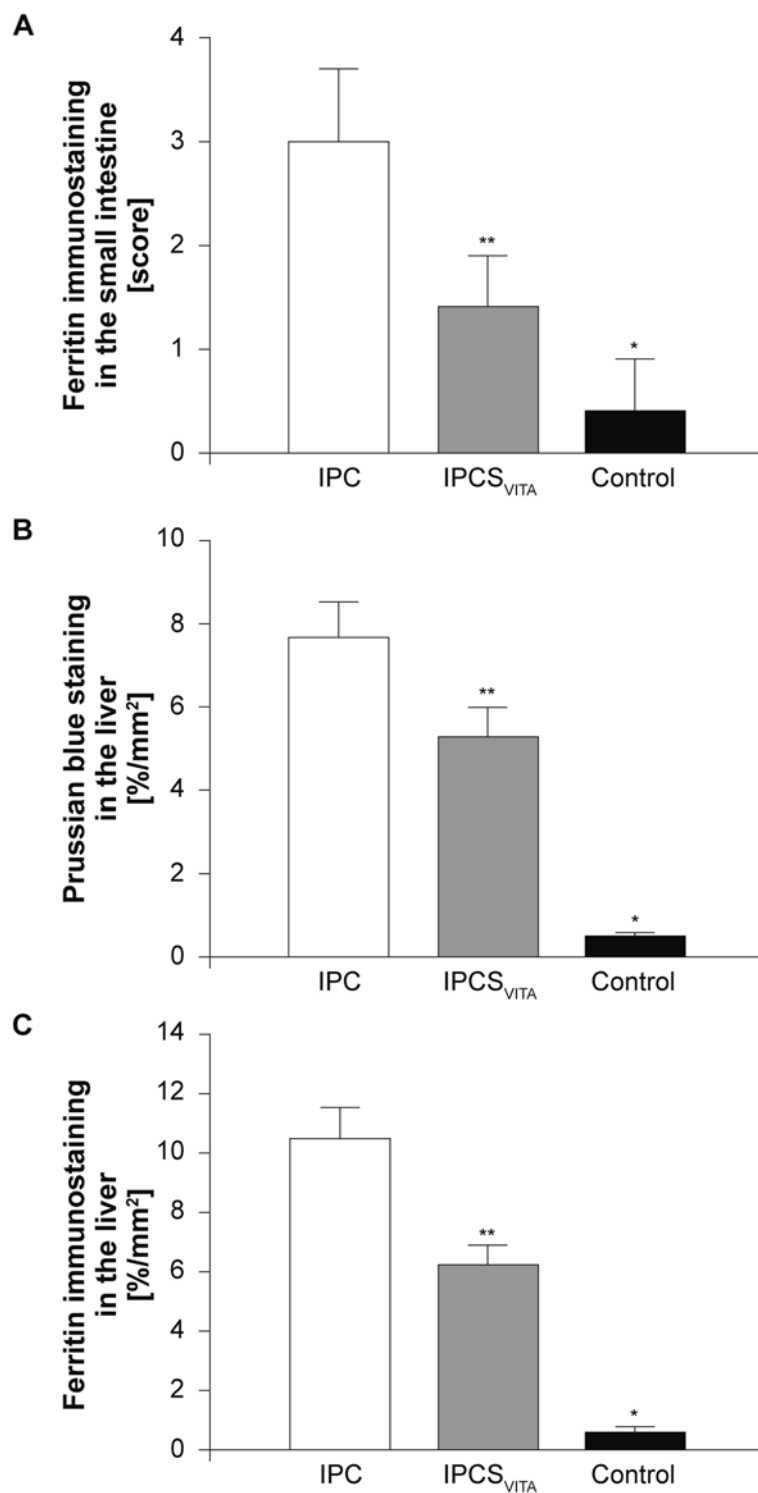 A
Ferritin immunostaining
in the small intestine
[score]
4
3
2
1
0
**
*
IPC
IPCSVITA
Control
B
Prussian blue staining
in the liver
[%/mm²]
10
8
6
4
2
0
**
*
IPC
IPCSVITA
Control
C
Ferritin immunostaining
in the liver
[%/mm²]
14
12
10
8
6
4
2
0
**
*
IPC
IPCSVITA
Control